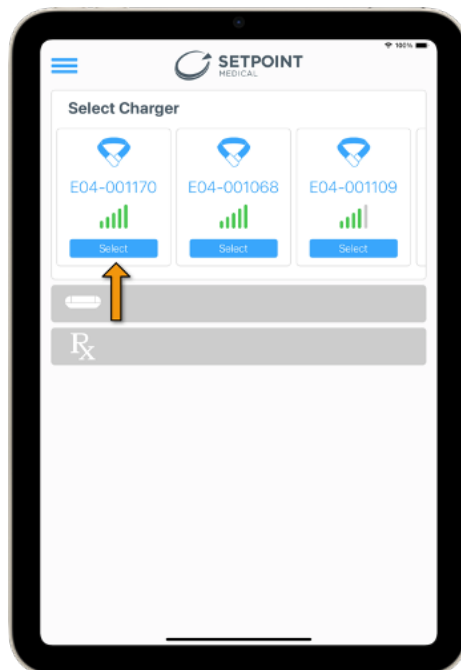 100%
SETPOINT
MEDICAL
Select Charger
E04-001170 E04-001068 E04-001109
Select Select Select
Rx